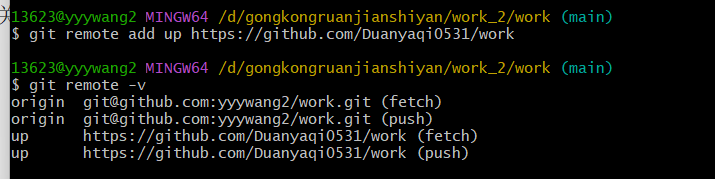 13623@yyywang2 MINGW64 /d/gongkongruanjianshiyan/work_2/work (main)
$ git remote add up https://github.com/Duanyaqi0531/work
13623@yyywang2 MINGW64 /d/gongkongruanjianshiyan/work_2/work (main)
$ git remote -v
origin  git@github.com:yyywang2/work.git (fetch)
origin  git@github.com:yyywang2/work.git (push)
up      https://github.com/Duanyaqi0531/work (fetch)
up      https://github.com/Duanyaqi0531/work (push)